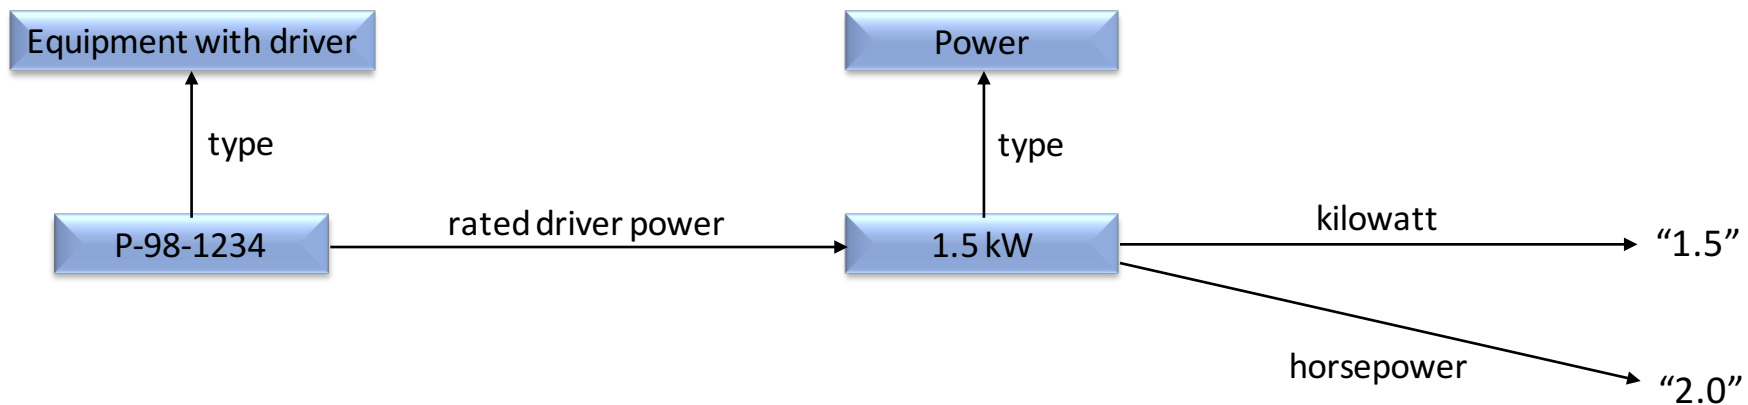 Equipment with driver
Power
type
type
P-98-1234
rated driver power
1.5 kW
kilowatt
“1.5”
horsepower
“2.0”